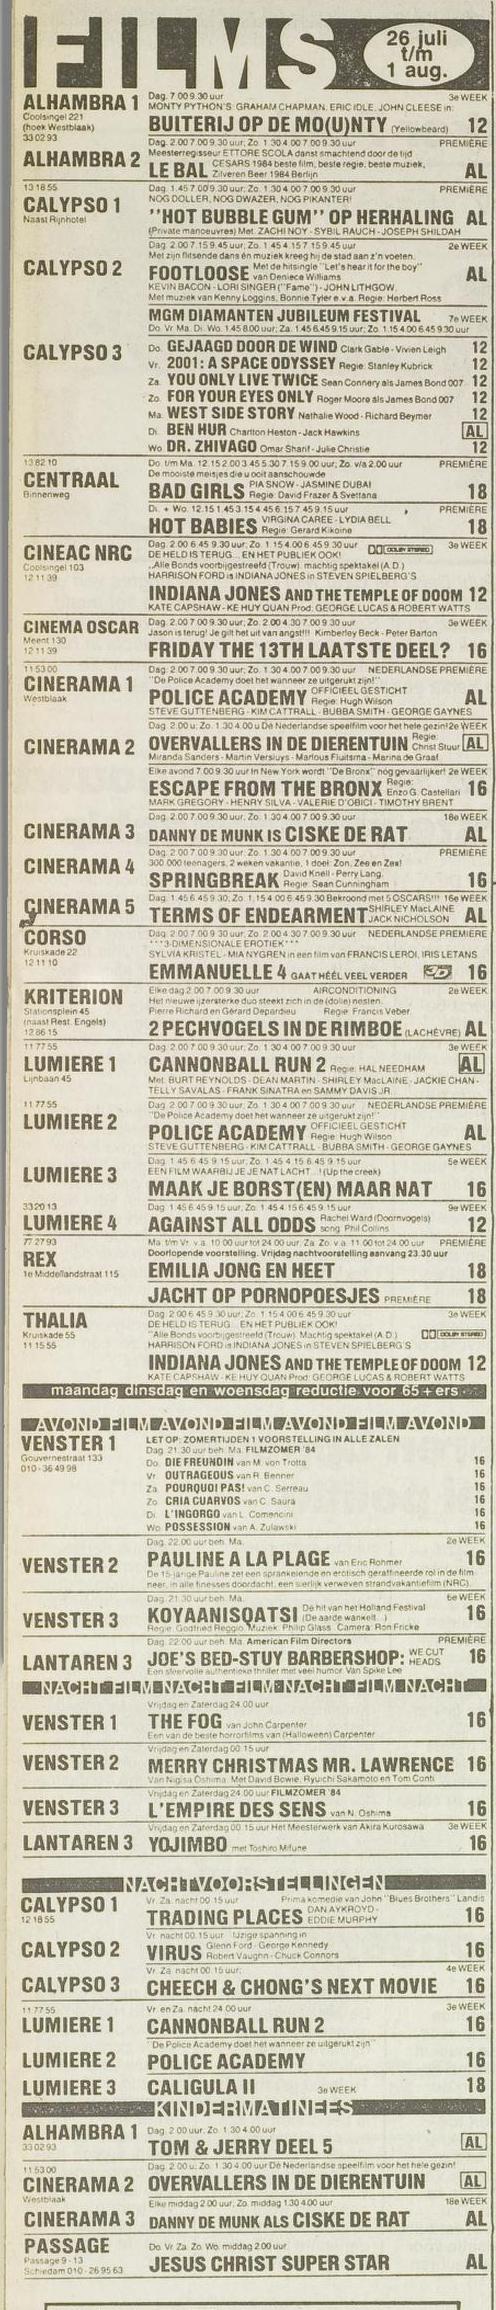 FILMS
26 juli
t/m
1 aug.
ALHAMBRA 1
Coolsingel 221
(hoek Westblaak)
33 02 93
Dag. 7.00 9.30 uur 3e WEEK
MONTY PYTHON'S: GRAHAM CHAPMAN, ERIC IDLE, JOHN CLEESE in:
BUITERIJ OP DE MO(U)NTY (Yellowbeard) 12
ALHAMBRA 2
Dag. 2.00 7.00 9.30 uur; Zo. 1.30 4.00 7.00 9.30 uur PREMIÈRE
Meesterregisseur ETTORE SCOLA danst smachtend door de tijd
LE BAL CESARS 1984 beste film, beste regie, beste muziek, AL
Zilveren Beer 1984 Berlijn
13 18 55
CALYPSO 1
Naast Rijnhotel
Dag. 1.45 7.00 9.30 uur; Zo. 1.30 4.00 7.00 9.30 uur PREMIÈRE
NOG DOLLER, NOG DWAZER, NOG PIKANTER!
"HOT BUBBLE GUM" OP HERHALING AL
(Private manoeuvres) Met: ZACHI NOY - SYBIL RAUCH - JOSEPH SHILDAH
CALYPSO 2
Dag. 2.00 7.15 9.45 uur; Zo. 1.45 4.15 7.15 9.45 uur 2e WEEK
Met zijn flitsende dans én muziek kreeg hij de stad aan z'n voeten.
FOOTLOOSE Met de hitsingle "Let's hear it for the boy" AL
van Deniece Williams
KEVIN BACON - LORI SINGER ("Fame") - JOHN LITHGOW.
Met muziek van Kenny Loggins, Bonnie Tyler e.v.a. Regie: Herbert Ross
CALYPSO 3
MGM DIAMANTEN JUBILEUM FESTIVAL 7e WEEK
Do. Vr. Ma. Di. Wo. 1.45 8.00 uur; Za. 1.45 6.45 9.15 uur; Zo. 1.15 4.00 6.45 9.30 uur
Do. GEJAAGD DOOR DE WIND Clark Gable - Vivien Leigh 12
Vr. 2001: A SPACE ODYSSEY Regie: Stanley Kubrick 12
Za. YOU ONLY LIVE TWICE Sean Connery als James Bond 007 12
Zo. FOR YOUR EYES ONLY Roger Moore als James Bond 007 12
Ma. WEST SIDE STORY Nathalie Wood - Richard Beymer 12
Di. BEN HUR Charlton Heston - Jack Hawkins AL
Wo. DR. ZHIVAGO Omar Sharif - Julie Christie 12
13 82 10
CENTRAAL
Binnenweg
Do. t/m Ma. 12.15 2.00 3.45 5.30 7.15 9.00 uur; Zo. v/a 2.00 uur PREMIÈRE
De mooiste meisjes die u ooit aanschouwde
BAD GIRLS PIA SNOW - JASMINE DUBAI 18
Regie: David Frazer & Svetlana
Di. + Wo. 12.15 1.45 3.15 4.45 6.15 7.45 9.15 uur PREMIÈRE
HOT BABIES VIRGINA CAREE - LYDIA BELL 18
Regie: Gerard Kikoine
CINEAC NRC
Coolsingel 103
12 11 39
Dag. 2.00 6.45 9.30 uur; Zo. 1.15 4.00 6.45 9.30 uur DOLBY STEREO 3e WEEK
DE HELD IS TERUG... EN HET PUBLIEK OOK!
"Alle Bonds voorbijgestreefd (Trouw). machtig spektakel (A.D.)
HARRISON FORD is INDIANA JONES in STEVEN SPIELBERG'S
INDIANA JONES AND THE TEMPLE OF DOOM 12
KATE CAPSHAW - KE HUY QUAN Prod: GEORGE LUCAS & ROBERT WATTS
CINEMA OSCAR
Meent 130
12 11 39
Dag. 2.00 7.00 9.30 uur; Zo. 2.00 4.30 7.00 9.30 uur 3e WEEK
Jason is terug! Je gilt het uit van angst!!! Kimberley Beck - Peter Barton
FRIDAY THE 13TH LAATSTE DEEL? 16
11 53 00
CINERAMA 1
Westblaak
Dag. 2.00 7.00 9.30 uur; Zo. 1.30 4.00 7.00 9.30 uur NEDERLANDSE PREMIÈRE
"De Police Academy doet het wanneer ze uitgerukt zijn!"
POLICE ACADEMY OFFICIEEL GESTICHT AL
Regie: Hugh Wilson
STEVE GUTTENBERG - KIM CATTRALL - BUBBA SMITH - GEORGE GAYNES
CINERAMA 2
Dag. 2.00 u; Zo. 1.30 4.00 u Dé Nederlandse speelfilm voor het hele gezin! 2e WEEK
OVERVALLERS IN DE DIERENTUIN Regie: Christ Stuur AL
Miranda Sanders - Martin Versluys - Marlous Fluitsma - Marina de Graaf
Elke avond 7.00 9.30 uur In New York wordt "De Bronx" nog gevaarlijker! 2e WEEK
ESCAPE FROM THE BRONX Regie: Enzo G. Castellari 16
MARK GREGORY - HENRY SILVA - VALERIE D'OBICI - TIMOTHY BRENT
CINERAMA 3
Dag. 2.00 7.00 9.30 uur; Zo. 1.30 4.00 7.00 9.30 uur 18e WEEK
DANNY DE MUNK IS CISKE DE RAT AL
CINERAMA 4
Dag. 2.00 7.00 9.30 uur; Zo. 1.30 4.00 7.00 9.30 uur PREMIÈRE
300.000 teenagers, 2 weken vakantie, 1 doel: Zon, Zee en Zex!
SPRINGBREAK David Knell - Perry Lang. 16
Regie: Sean Cunningham
CINERAMA 5
Dag. 1.45 6.45 9.30; Zo. 1.15 4.00 6.45 9.30 Bekroond met 5 OSCARS!!! 16e WEEK
TERMS OF ENDEARMENT SHIRLEY MacLAINE AL
JACK NICHOLSON
CORSO
Kruiskade 22
12 11 10
Dag. 2.00 7.00 9.30 uur; Zo. 2.00 4.30 7.00 9.30 uur NEDERLANDSE PREMIÈRE
***3-DIMENSIONALE EROTIEK***
SYLVIA KRISTEL - MIA NYGREN in een film van FRANCIS LEROI, IRIS LETANS
EMMANUELLE 4 GAAT HÉÉL VEEL VERDER 16
KRITERION
Stationsplein 45
(naast Rest. Engels)
12 86 15
Elke dag 2.00 7.00 9.30 uur AIRCONDITIONING 2e WEEK
Het nieuwe ijzersterke duo steekt zich in de (dolle) nesten.
Pierre Richard en Gérard Depardieu Regie: Francis Veber
2 PECHVOGELS IN DE RIMBOE (LACHÈVRE) AL
11 77 55
LUMIERE 1
Lijnbaan 45
Dag. 2.00 7.00 9.30 uur; Zo. 1.30 4.00 7.00 9.30 uur 3e WEEK
CANNONBALL RUN 2 Regie: HAL NEEDHAM AL
Met: BURT REYNOLDS - DEAN MARTIN - SHIRLEY MacLAINE - JACKIE CHAN -
TELLY SAVALAS - FRANK SINATRA en SAMMY DAVIS JR.
11 77 55
LUMIERE 2
Dag. 2.00 7.00 9.30 uur; Zo. 1.30 4.00 7.00 9.30 uur NEDERLANDSE PREMIÈRE
"De Police Academy doet het wanneer ze uitgerukt zijn!"
POLICE ACADEMY OFFICIEEL GESTICHT AL
Regie: Hugh Wilson
STEVE GUTTENBERG - KIM CATTRALL - BUBBA SMITH - GEORGE GAYNES
LUMIERE 3
Dag. 1.45 6.45 9.15 uur; Zo. 1.45 4.15 6.45 9.15 uur 5e WEEK
EEN FILM WAARBIJ JE JE NAT LACHT...! (Up the creek)
MAAK JE BORST(EN) MAAR NAT 16
33 20 13
LUMIERE 4
Dag. 1.45 6.45 9.15 uur; Zo. 1.45 4.15 6.45 9.15 uur 9e WEEK
AGAINST ALL ODDS Rachel Ward (Doornvogels) 12
song: Phil Collins
77 27 93
REX
1e Middellandstraat 115
Ma. t/m Vr. v.a. 10.00 uur tot 24.00 uur. Za. Zo. v.a. 11.00 tot 24.00 uur PREMIÈRE
Doorlopende voorstelling. Vrijdag nachtvoorstelling aanvang 23.30 uur
EMILIA JONG EN HEET 18
JACHT OP PORNOPOESJES PREMIÈRE 18
THALIA
Kruiskade 55
11 15 55
Dag. 2.00 6.45 9.30 uur; Zo. 1.15 4.00 6.45 9.30 uur 3e WEEK
DE HELD IS TERUG... EN HET PUBLIEK OOK!
"Alle Bonds voorbijgestreefd (Trouw). Machtig spektakel (A.D.) DOLBY STEREO
HARRISON FORD is INDIANA JONES in STEVEN SPIELBERG'S
INDIANA JONES AND THE TEMPLE OF DOOM 12
KATE CAPSHAW - KE HUY QUAN Prod: GEORGE LUCAS & ROBERT WATTS
maandag dinsdag en woensdag reductie voor 65+ers
AVOND FILM AVOND FILM AVOND FILM AVOND
VENSTER 1
Gouvernestraat 133
010 - 36 49 98
LET OP: ZOMERTIJDEN 1 VOORSTELLING IN ALLE ZALEN
Dag. 21.30 uur beh. Ma. FILMZOMER '84
Do. DIE FREUNDIN van M. von Trotta 16
Vr. OUTRAGEOUS van R. Benner 16
Za. POURQUOI PAS! van C. Serreau 16
Zo. CRIA CUARVOS van C. Saura 16
Di. L'INGORGO van L. Comencini 16
Wo. POSSESSION van A. Zulawski 16
VENSTER 2
Dag. 22.00 uur beh. Ma. 2e WEEK
PAULINE A LA PLAGE van Eric Rohmer 16
De 15-jarige Pauline zet een sprankelende en erotisch geraffineerde rol in de film
neer, in alle finesses doordacht, een sierlijk verweven strandvakantiefilm (NRC).
VENSTER 3
Dag. 21.30 uur beh. Ma. 6e WEEK
KOYAANISQATSI Dé hit van het Holland Festival 16
(De aarde wankelt...)
Regie: Godfried Reggio. Muziek: Philip Glass. Camera: Ron Fricke
LANTAREN 3
Dag. 22.00 uur beh. Ma. American Film Directors PREMIÈRE
JOE'S BED-STUY BARBERSHOP: WE CUT HEADS 16
Een sfeervolle authentieke thriller met veel humor. Van Spike Lee
NACHT FILM NACHT FILM NACHT FILM NACHT
VENSTER 1
Vrijdag en Zaterdag 24.00 uur
THE FOG van John Carpenter 16
Een van de beste horrorfilms van (Halloween) Carpenter
VENSTER 2
Vrijdag en Zaterdag 00.15 uur
MERRY CHRISTMAS MR. LAWRENCE 16
Van Nigisa Oshima. Met David Bowie, Ryuichi Sakamoto en Tom Conti
VENSTER 3
Vrijdag en Zaterdag 24.00 uur FILMZOMER '84
L'EMPIRE DES SENS van N. Oshima 16
LANTAREN 3
Vrijdag en Zaterdag 00.15 uur Het Meesterwerk van Akira Kurosawa 3e WEEK
YOJIMBO met Toshiro Mifune 16
NACHTVOORSTELLINGEN
CALYPSO 1
12 18 55
Vr. Za. nacht 00.15 uur Prima komedie van John "Blues Brothers" Landis
TRADING PLACES DAN AYKROYD - 16
EDDIE MURPHY
CALYPSO 2
Vr. nacht 00.15 uur IJzige spanning in
VIRUS Glenn Ford - George Kennedy 16
Robert Vaughn - Chuck Connors
CALYPSO 3
Vr. Za. nacht 00.15 uur; 4e WEEK
CHEECH & CHONG'S NEXT MOVIE 16
11 77 55
LUMIERE 1
Vr. en Za. nacht 24.00 uur 3e WEEK
CANNONBALL RUN 2 16
LUMIERE 2
"De Police Academy doet het wanneer ze uitgerukt zijn"
POLICE ACADEMY 16
LUMIERE 3
CALIGULA II 3e WEEK 18
KINDERMATINEES
ALHAMBRA 1
33 02 93
Dag. 2.00 uur; Zo. 1.30 4.00 uur
TOM & JERRY DEEL 5 AL
11 53 00
CINERAMA 2
Westblaak
Dag. 2.00 u; Zo. 1.30 4.00 uur Dé Nederlandse speelfilm voor het hele gezin!
OVERVALLERS IN DE DIERENTUIN AL
CINERAMA 3
Elke middag 2.00 uur; Zo. middag 1.30 4.00 uur 18e WEEK
DANNY DE MUNK ALS CISKE DE RAT AL
PASSAGE
Passage 9 - 13
Schiedam 010 - 26 95 63
Do. Vr. Za. Zo. Wo. middag 2.00 uur
JESUS CHRIST SUPER STAR AL